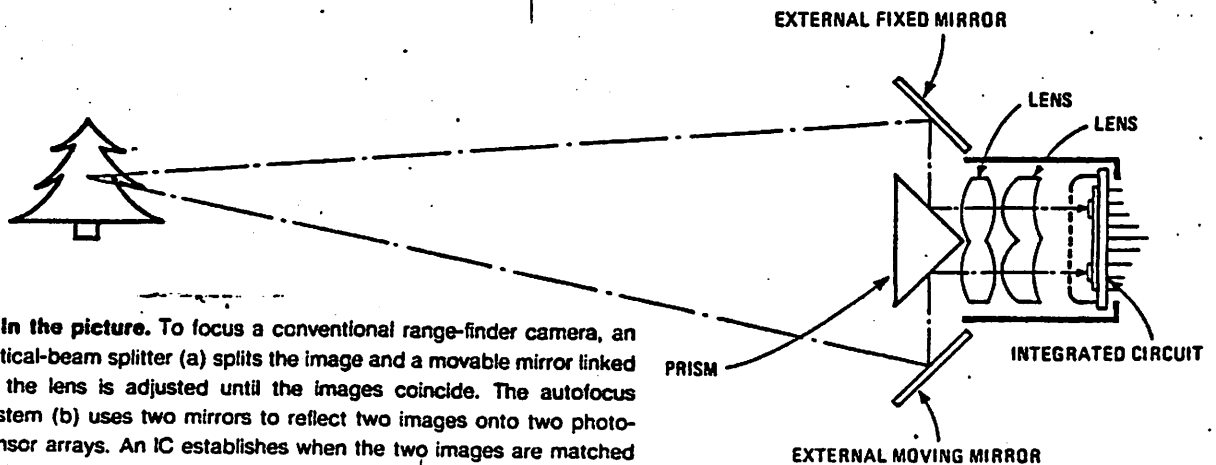 EXTERNAL FIXED MIRROR
LENS
LENS
In the picture. To focus a conventional range-finder camera, an
tical-beam splitter (a) splits the image and a movable mirror linked
the lens is adjusted until the images coincide. The autofocus
stem (b) uses two mirrors to reflect two images onto two photo-
nsor arrays. An IC establishes when the two images are matched
PRISM
INTEGRATED CIRCUIT
EXTERNAL MOVING MIRROR